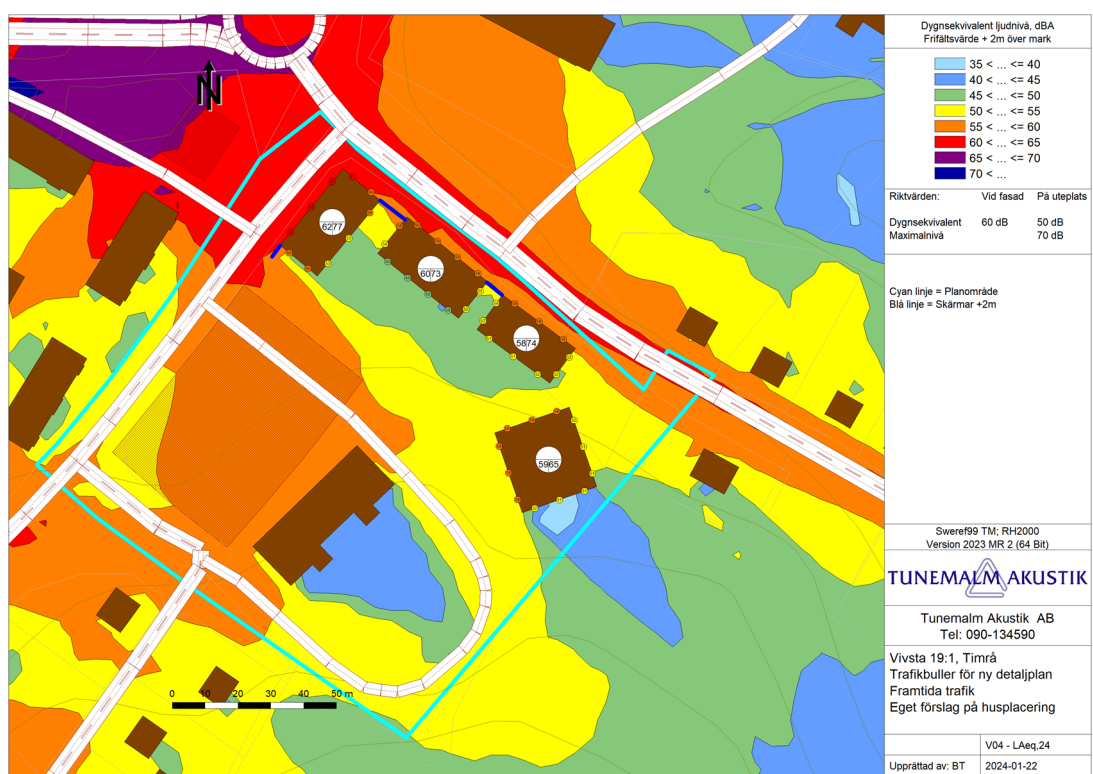 Dygnsekvivalent ljudnivå, dBA
Frifältsvärde + 2m över mark
35 < ... <= 40
40 < ... <= 45
45 < ... <= 50
50 < ... <= 55
55 < ... <= 60
60 < ... <= 65
65 < ... <= 70
70 < ...
Riktvärden: Vid fasad På uteplats
Dygnsekvivalent 60 dB 50 dB
Maximalnivå 70 dB
Cyan linje = Planområde
Blå linje = Skärmar +2m
N
6277
6073
5874
5965
0 10 20 30 40 50 m
Sweref99 TM; RH2000
Version 2023 MR 2 (64 Bit)
TUNEMALM AKUSTIK
Tunemalm Akustik AB
Tel: 090-134590
Vivsta 19:1, Timrå
Trafikbuller för ny detaljplan
Framtida trafik
Eget förslag på husplacering
V04 - LAeq,24
Upprättad av: BT 2024-01-22